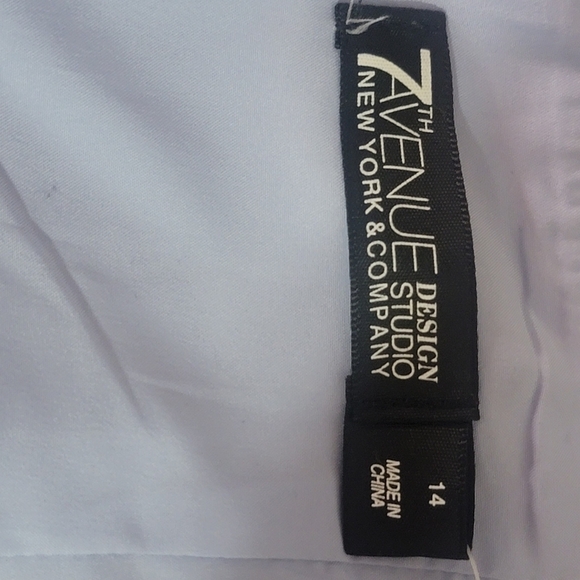 7TH
AVENUE
DESIGN
STUDIO
NEW YORK & COMPANY
14
MADE IN
CHINA